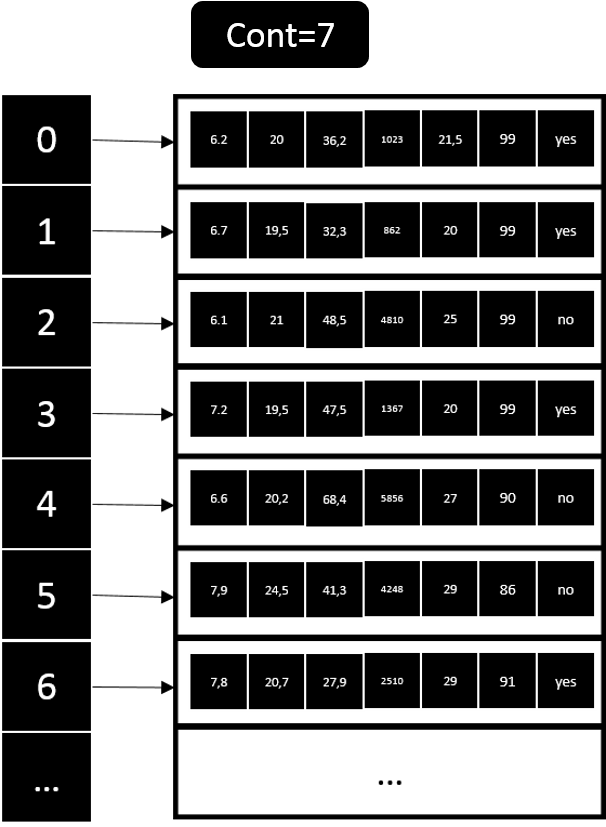 Cont=7
0 6.2 20 36,2 1023 21,5 99 yes
1 6.7 19,5 32,3 862 20 99 yes
2 6.1 21 48,5 4810 25 99 no
3 7.2 19,5 47,5 1367 20 99 yes
4 6.6 20,2 68,4 5856 27 90 no
5 7,9 24,5 41,3 4248 29 86 no
6 7,8 20,7 27,9 2510 29 91 yes
... ...